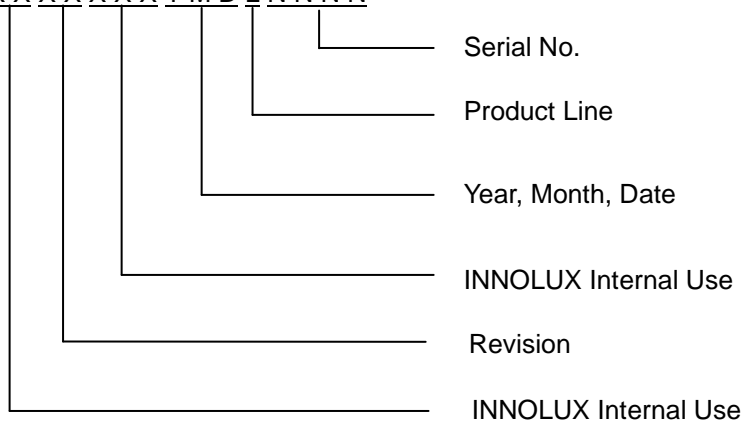 Serial No.
Product Line
Year, Month, Date
INNOLUX Internal Use
Revision
INNOLUX Internal Use